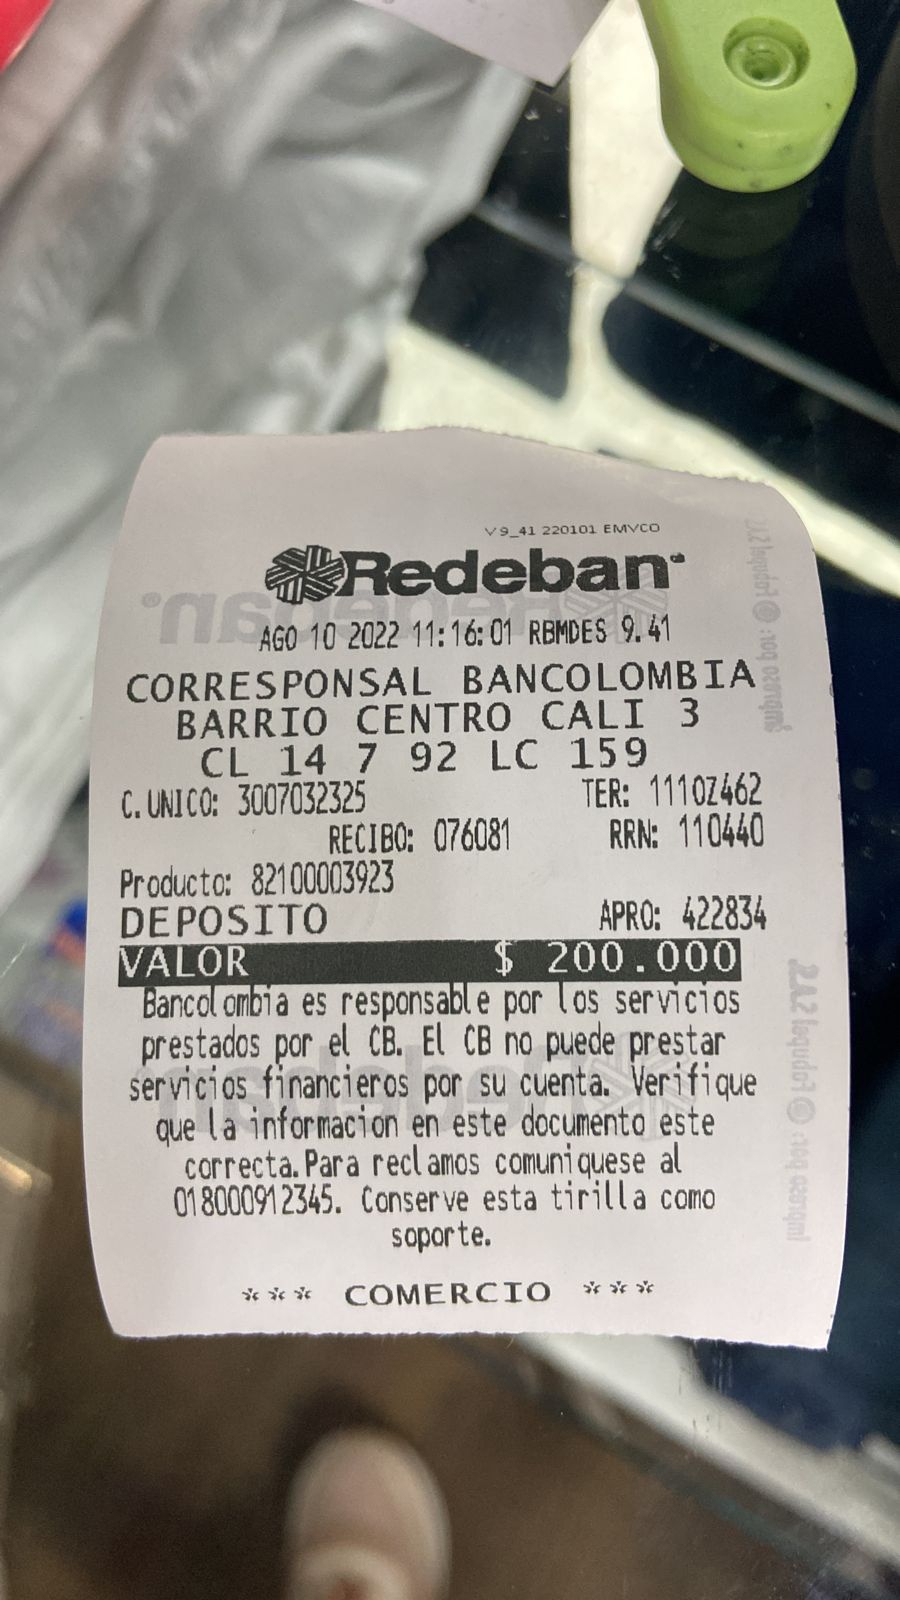 V9_41 220101 EMVCO
Redeban
AGO 10 2022 11:16:01 RBMDES 9.41
CORRESPONSAL BANCOLOMBIA
BARRIO CENTRO CALI 3
CL 14 7 92 LC 159
C.UNICO: 3007032325 TER: 1110Z462
RECIBO: 076081 RRN: 110440
Producto: 82100003923
DEPOSITO APRO: 422834
VALOR $ 200.000
Bancolombia es responsable por los servicios
prestados por el CB. El CB no puede prestar
servicios financieros por su cuenta. Verifique
que la informacion en este documento este
correcta.Para reclamos comuniquese al
018000912345. Conserve esta tirilla como
soporte.
*** COMERCIO ***